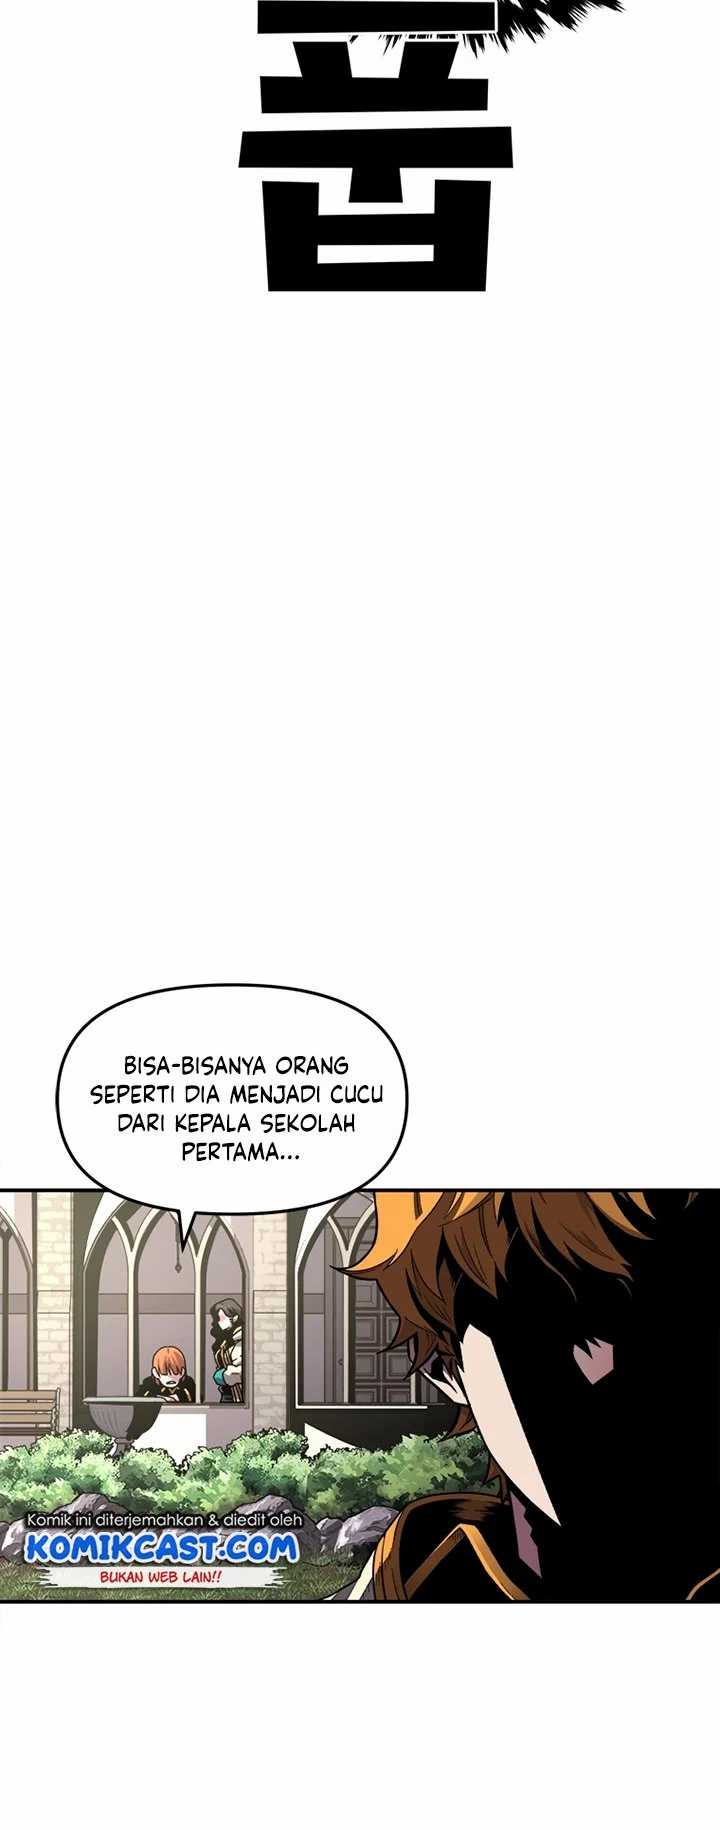 품
BISA-BISANYA ORANG
SEPERTI DIA MENJADI CUCU
DARI KEPALA SEKOLAH
PERTAMA...
Komik ini diterjemahkan & diedit oleh
KOMIKCAST.COM
BUKAN WEB LAIN!!